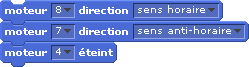 moteur 8 direction sens horaire
moteur 7 direction sens anti-horaire
moteur 4 éteint